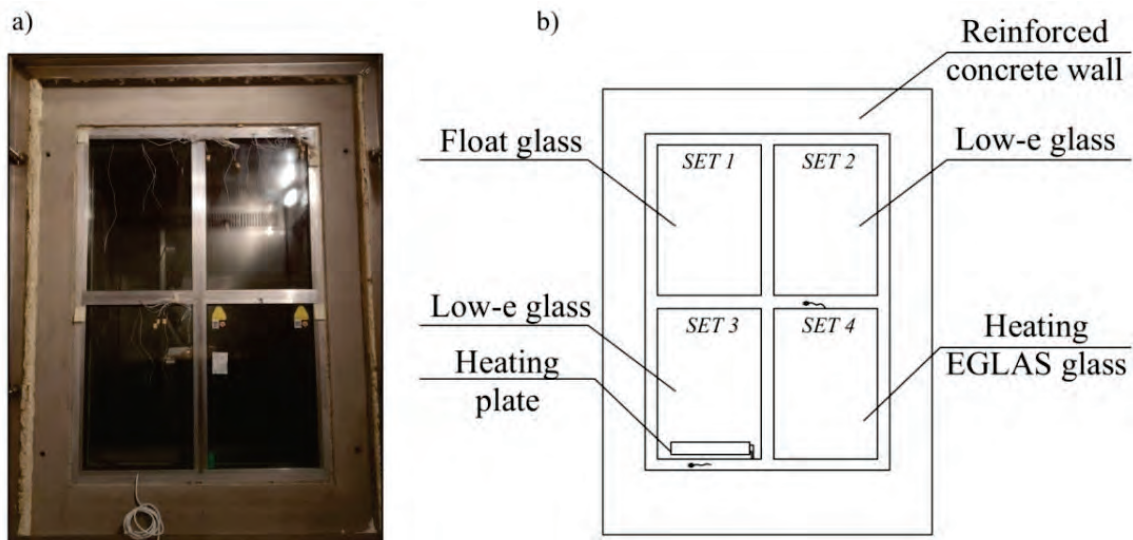 a)
b)
Reinforced
concrete wall
Float glass
SET 1
SET 2
Low-e glass
Low-e glass
SET 3
SET 4
Heating
plate
Heating
EGLAS glass